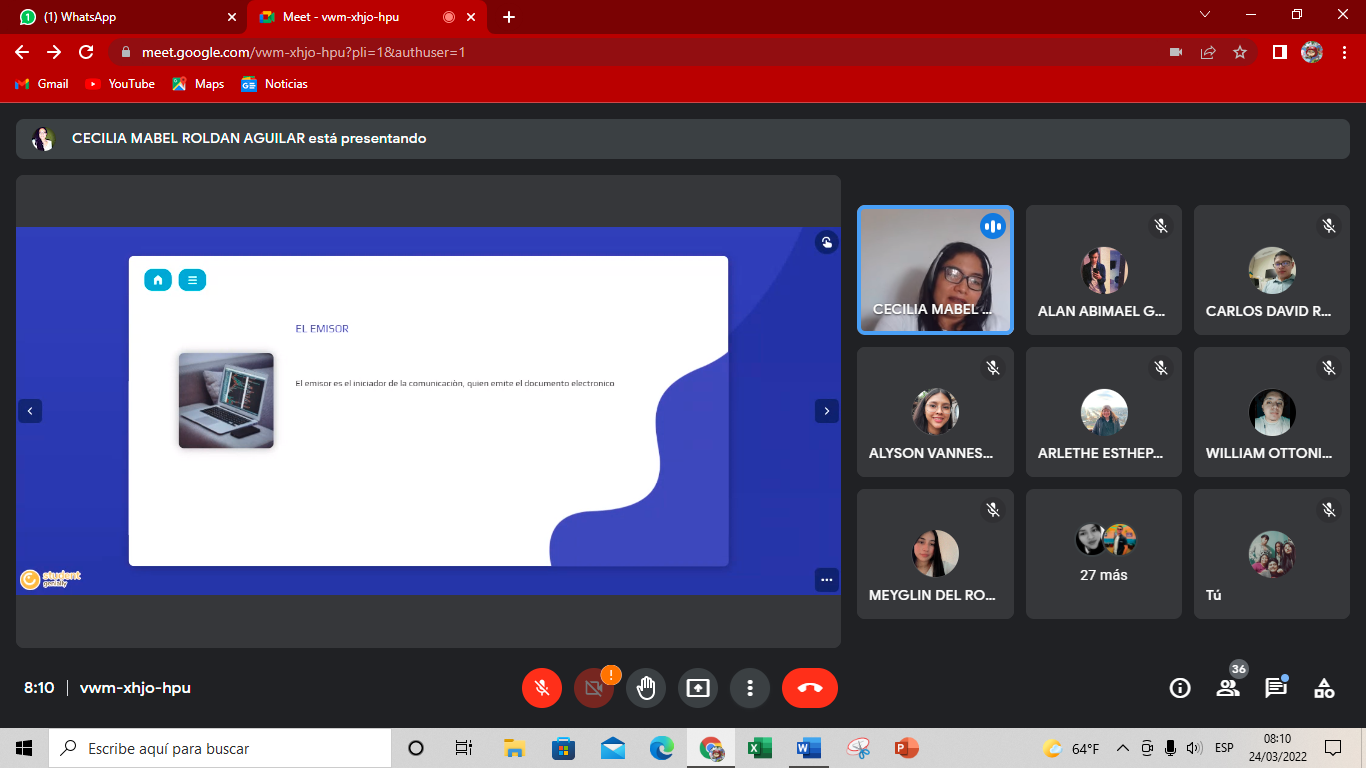 (1) WhatsApp
Meet - vwm-xhjo-hpu
meet.google.com/vwm-xhjo-hpu?pli=1&authuser=1
Gmail
YouTube
Maps
Noticias
CECILIA MABEL ROLDAN AGUILAR está presentando
EL EMISOR
El emisor es el iniciador de la comunicación, quien emite el documento electronico
student
genially
CECILIA MABEL ...
ALAN ABIMAEL G...
CARLOS DAVID R...
ALYSON VANNES...
ARLETHE ESTHEP...
WILLIAM OTTONI...
MEYGLIN DEL RO...
27 más
Tú
8:10
vwm-xhjo-hpu
36
Escribe aquí para buscar
64°F
ESP
08:10
24/03/2022